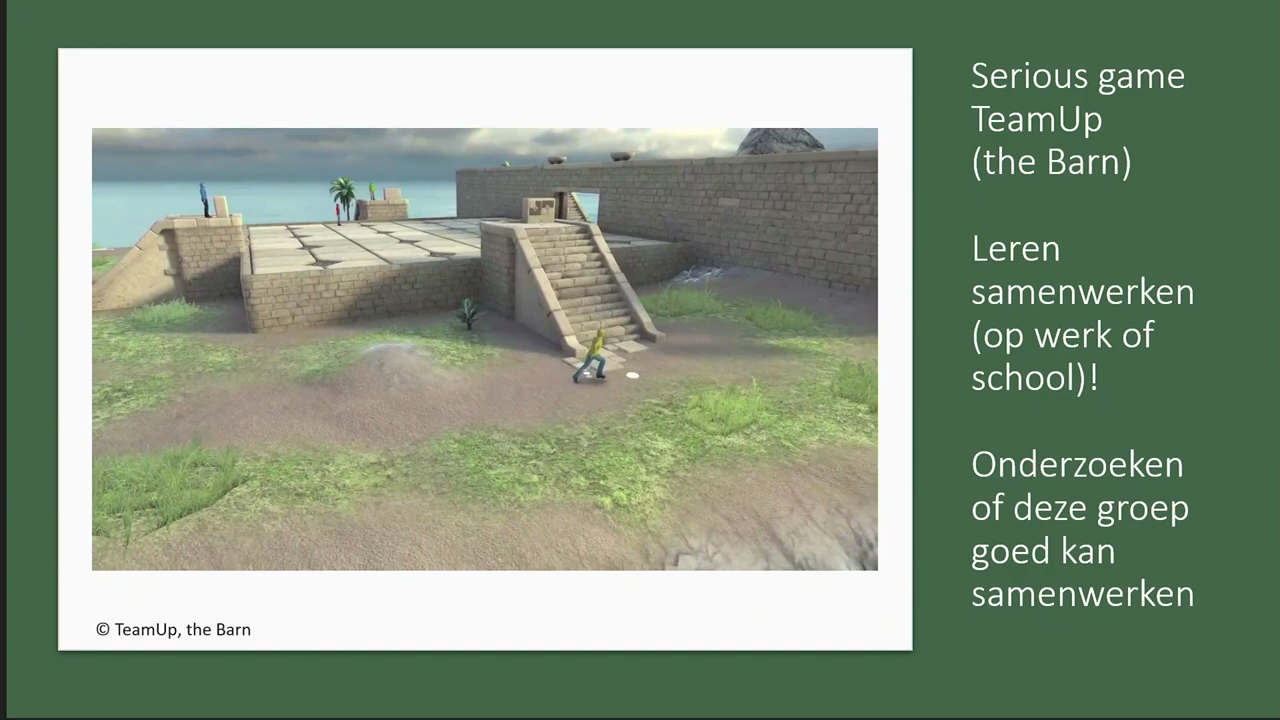 Serious game
TeamUp
(the Barn)
Leren
samenwerken
(op werk of
school)!
Onderzoeken
of deze groep
goed kan
samenwerken
© TeamUp, the Barn